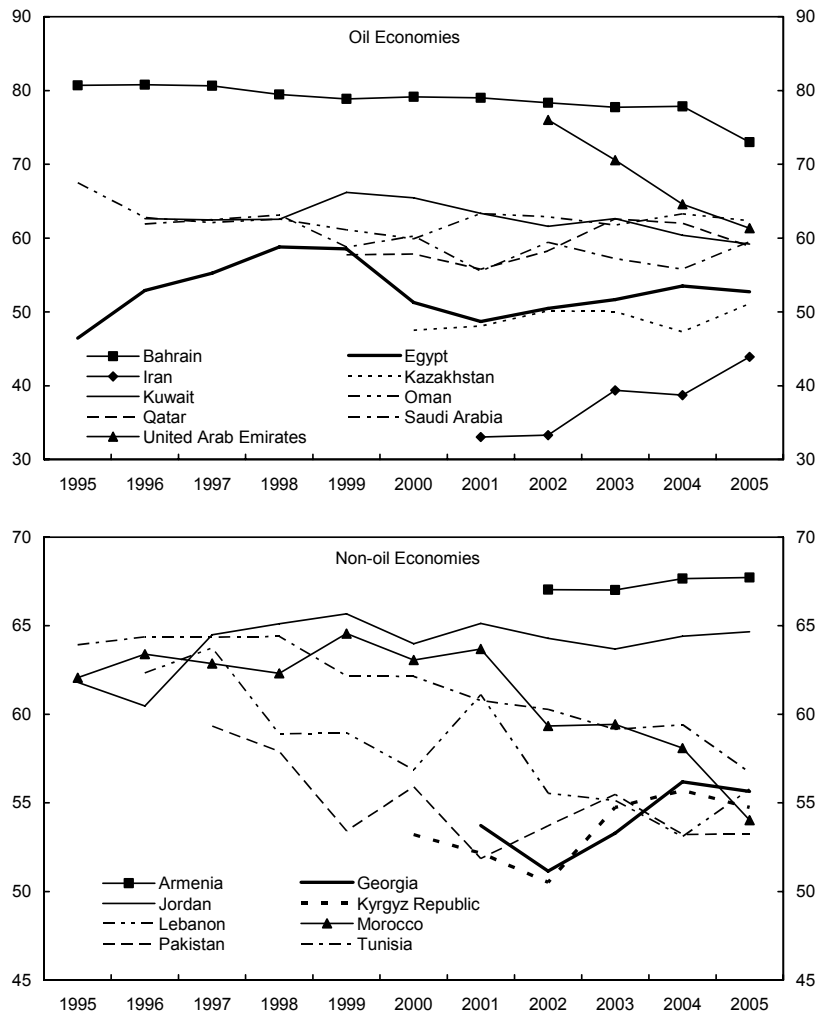 90 90
Oil Economies
80 80
70 70
60 60
50 50
Bahrain Egypt
40 Iran Kazakhstan 40
Kuwait Oman
Qatar Saudi Arabia
United Arab Emirates
30 30
1995 1996 1997 1998 1999 2000 2001 2002 2003 2004 2005
70 70
Non-oil Economies
65 65
60 60
55 55
Armenia Georgia
50 50
Jordan Kyrgyz Republic
Lebanon Morocco
Pakistan Tunisia
45 45
1995 1996 1997 1998 1999 2000 2001 2002 2003 2004 2005